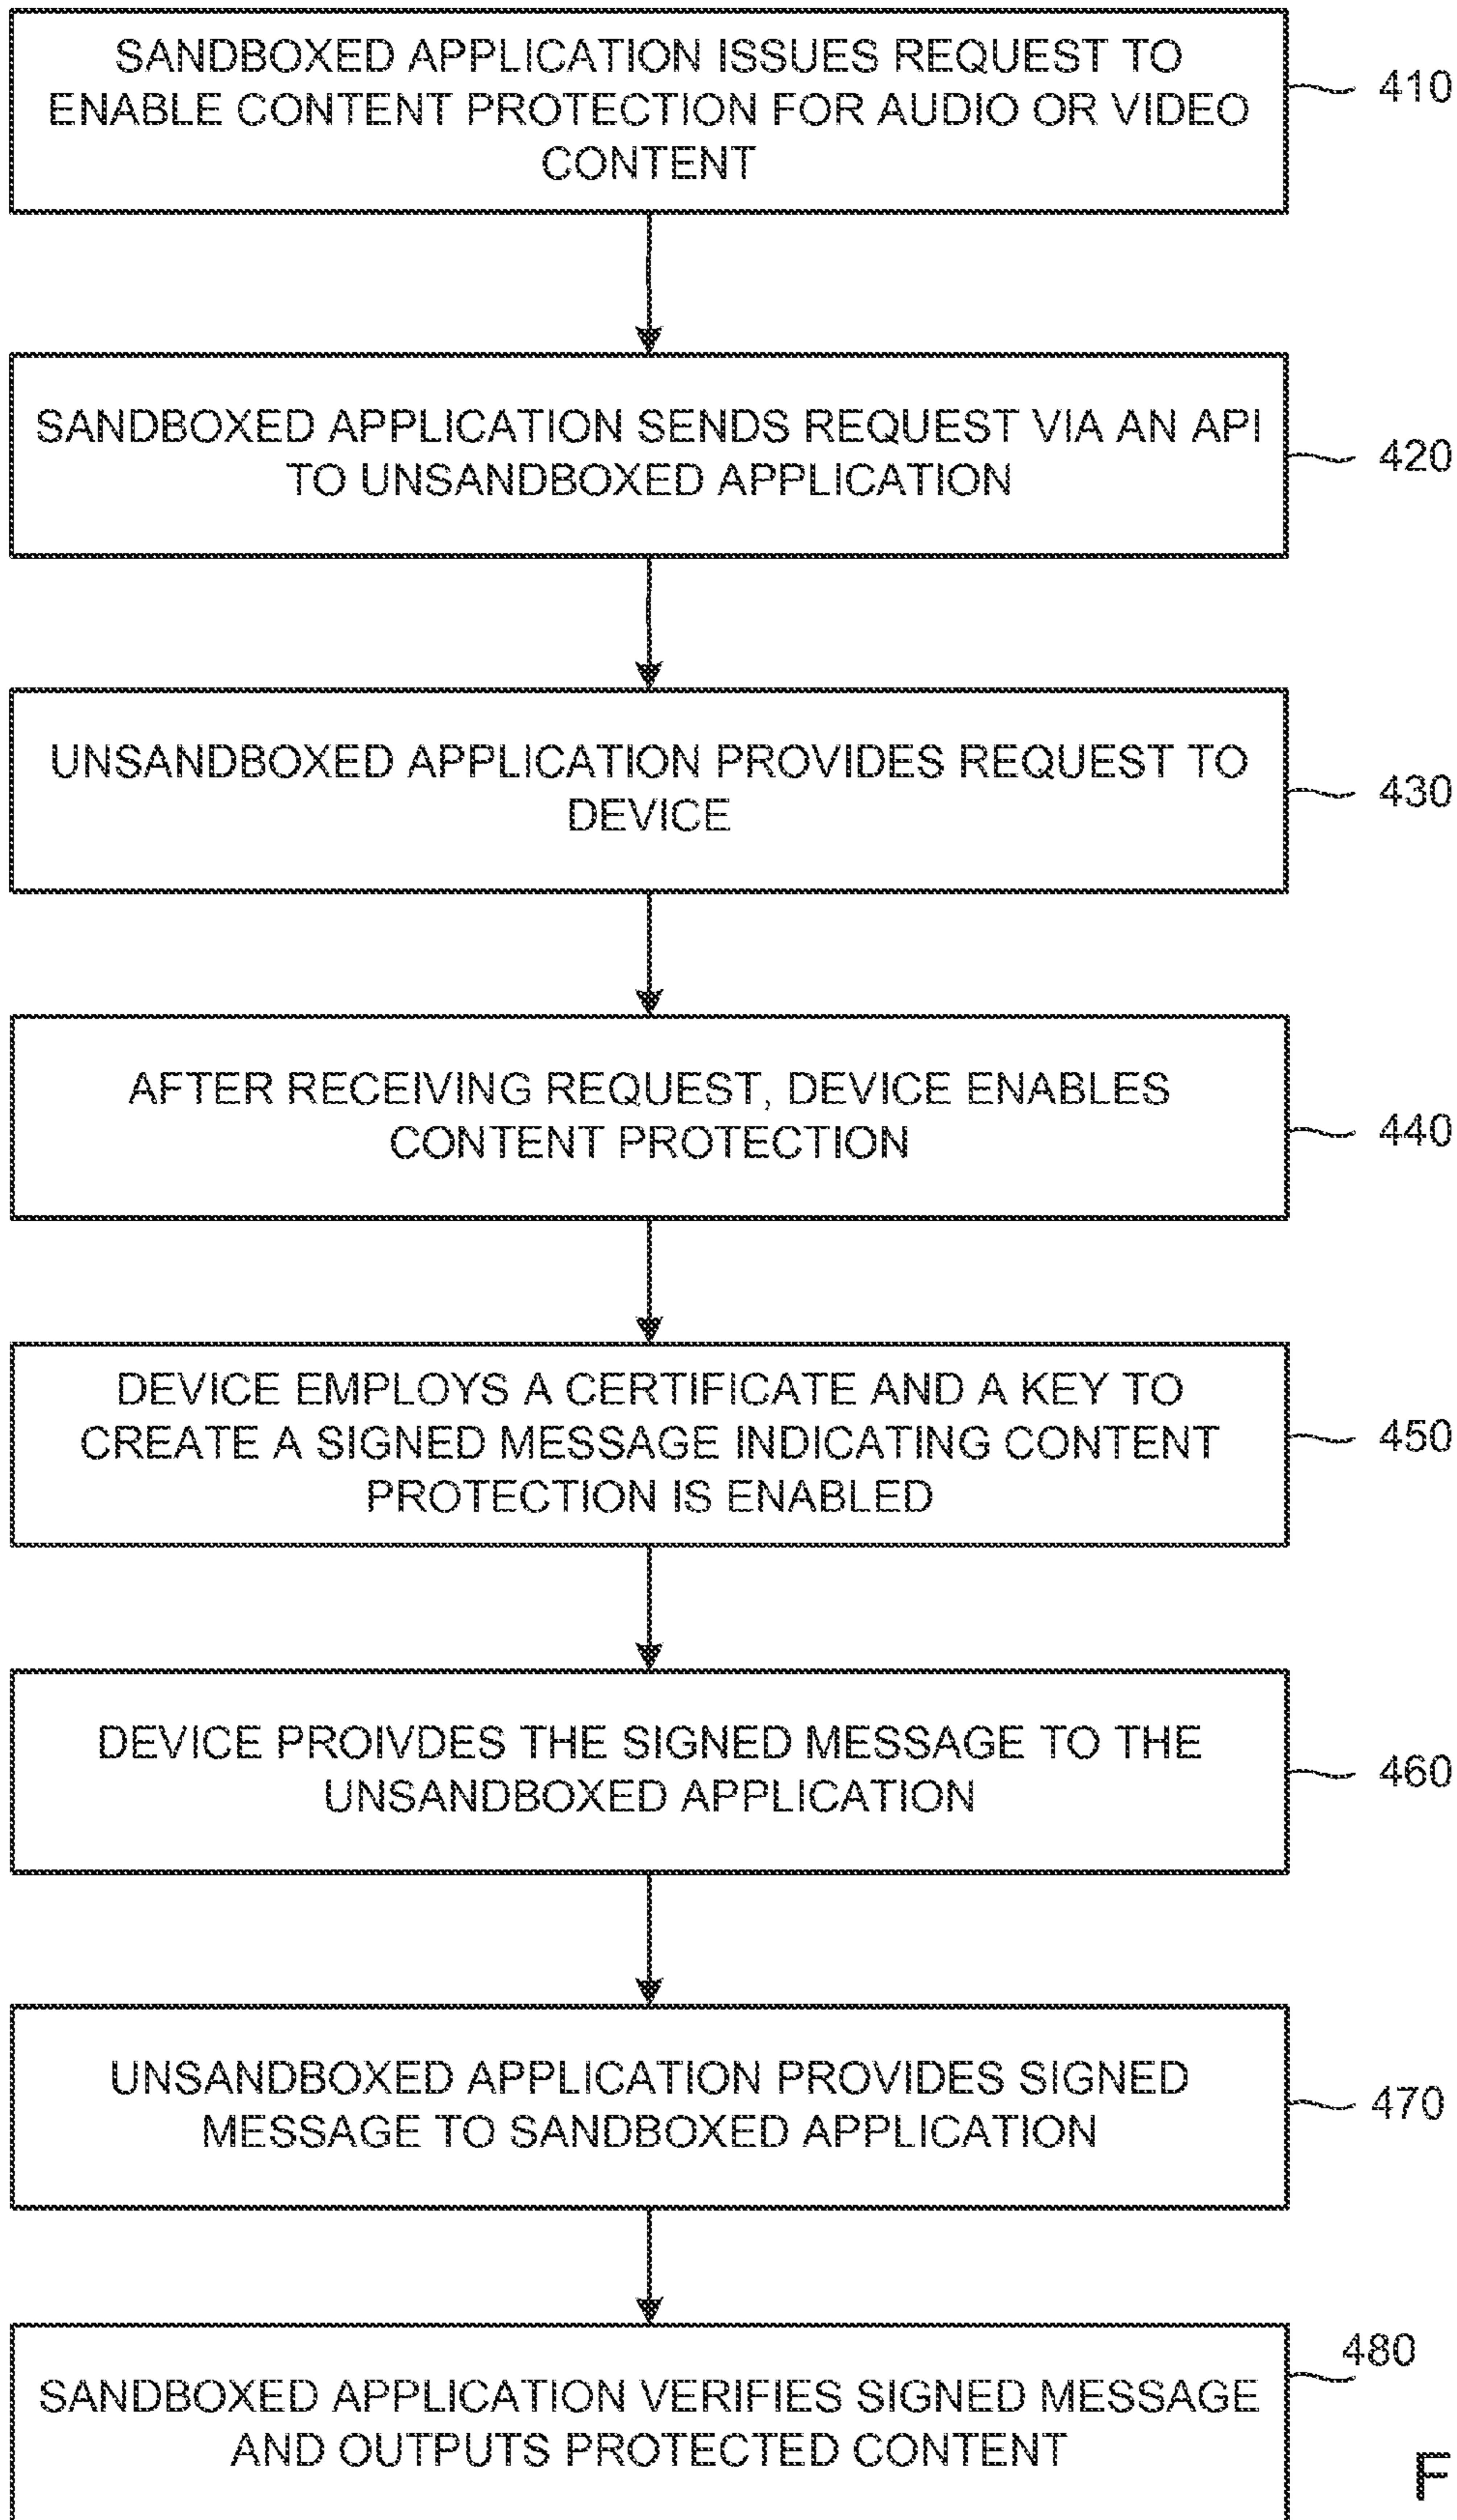 SANDBOXED APPLICATION ISSUES REQUEST TO
ENABLE CONTENT PROTECTION FOR AUDIO OR VIDEO
CONTENT
410
SANDBOXED APPLICATION SENDS REQUEST VIA AN API
TO UNSANDBOXED APPLICATION
420
UNSANDBOXED APPLICATION PROVIDES REQUEST TO
DEVICE
430
AFTER RECEIVING REQUEST, DEVICE ENABLES
CONTENT PROTECTION
440
DEVICE EMPLOYS A CERTIFICATE AND A KEY TO
CREATE A SIGNED MESSAGE INDICATING CONTENT
PROTECTION IS ENABLED
450
DEVICE PROIVDES THE SIGNED MESSAGE TO THE
UNSANDBOXED APPLICATION
460
UNSANDBOXED APPLICATION PROVIDES SIGNED
MESSAGE TO SANDBOXED APPLICATION
470
SANDBOXED APPLICATION VERIFIES SIGNED MESSAGE
AND OUTPUTS PROTECTED CONTENT
480
F